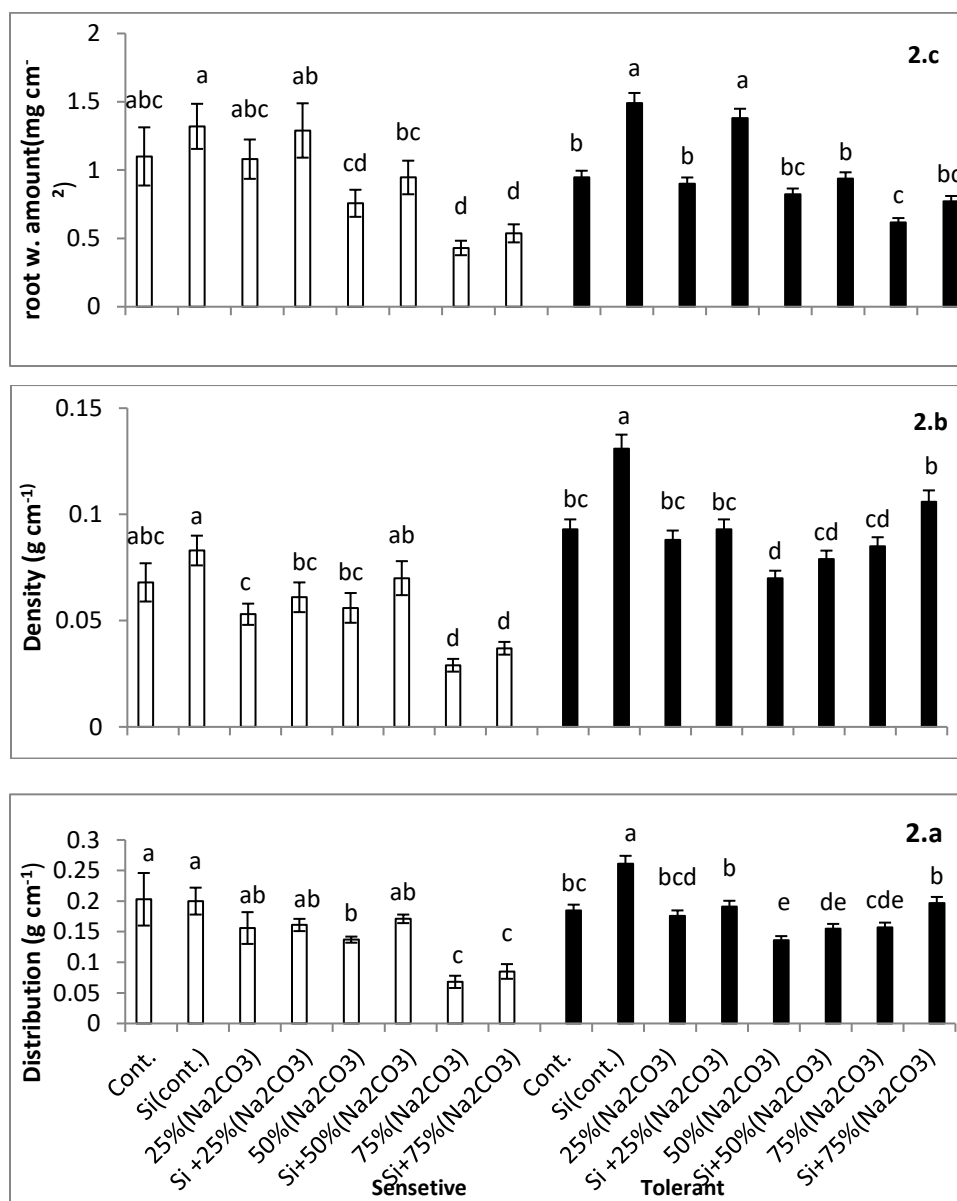 2.c
root w. amount(mg cm-
2)
2
1.5
1
0.5
0
abc a abc ab cd bc d d b a b a bc b c bc
2.b
Density (g cm-1)
0.15
0.1
0.05
0
abc a c bc bc ab d d bc a bc bc d cd cd b
2.a
Distribution (g cm-1)
0.3
0.25
0.2
0.15
0.1
0.05
0
a a ab ab b ab c c bc a bcd b e de cde b
Cont.
Si(cont.)
25%(Na2CO3)
Si +25%(Na2CO3)
50%(Na2CO3)
Si+50%(Na2CO3)
75%(Na2CO3)
Si+75%(Na2CO3)
Cont.
Si(cont.)
25%(Na2CO3)
Si +25%(Na2CO3)
50%(Na2CO3)
Si+50%(Na2CO3)
75%(Na2CO3)
Si+75%(Na2CO3)
Sensetive Tolerant